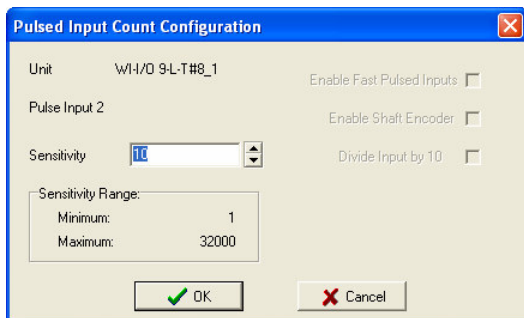 Pulsed Input Count Configuration
Unit WI-I/O 9-L-T#8_1
Enable Fast Pulsed Inputs
Pulse Input 2
Enable Shaft Encoder
Sensitivity 10
Divide Input by 10
Sensitivity Range:
Minimum: 1
Maximum: 32000
OK Cancel